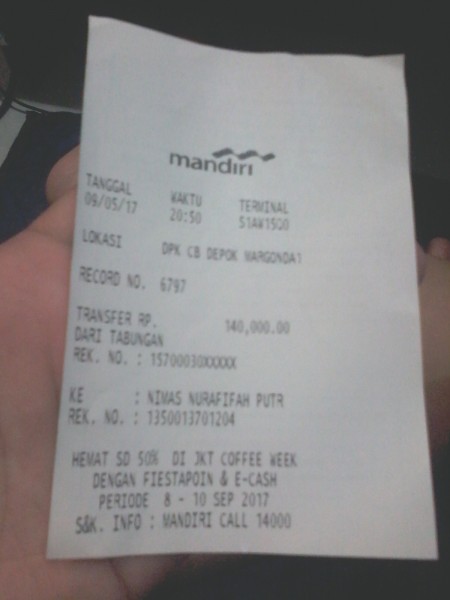 mandiri
TANGGAL WAKTU TERMINAL
09/05/17 20:50 S1AW15Q0
LOKASI DPK CB DEPOK MARGONDA1
RECORD NO. 6797
TRANSFER RP. 140,000.00
DARI TABUNGAN
REK. NO. : 15700030XXXXX
KE : NIMAS NURAFIFAH PUTR
REK. NO. : 1350013701204
HEMAT SD 50% DI JKT COFFEE WEEK
DENGAN FIESTAPOIN & E-CASH
PERIODE 8 - 10 SEP 2017
S&K. INFO : MANDIRI CALL 14000